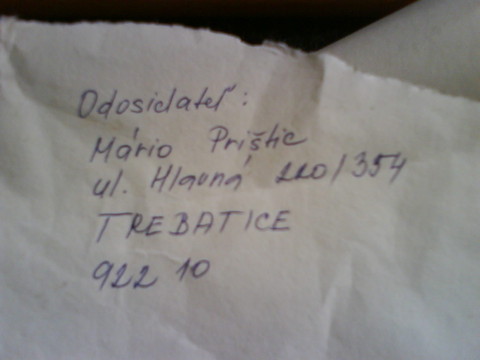 Odosielateľ:
Mário Prištic
ul. Hlavná 220/354
TREBATICE
922 10